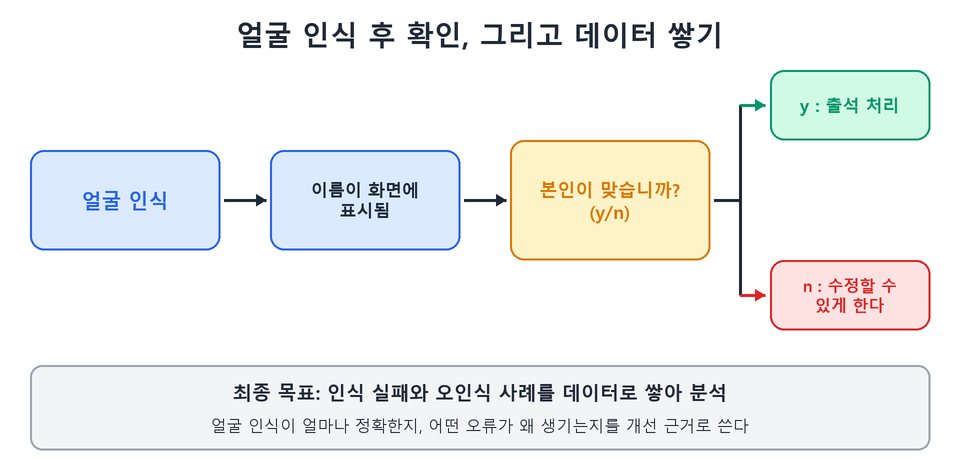 얼굴 인식 후 확인, 그리고 데이터 쌓기
얼굴 인식
이름이 화면에
표시됨
본인이 맞습니까?
(y/n)
y : 출석 처리
n : 수정할 수
있게 한다
최종 목표: 인식 실패와 오인식 사례를 데이터로 쌓아 분석
얼굴 인식이 얼마나 정확한지, 어떤 오류가 왜 생기는지를 개선 근거로 쓴다